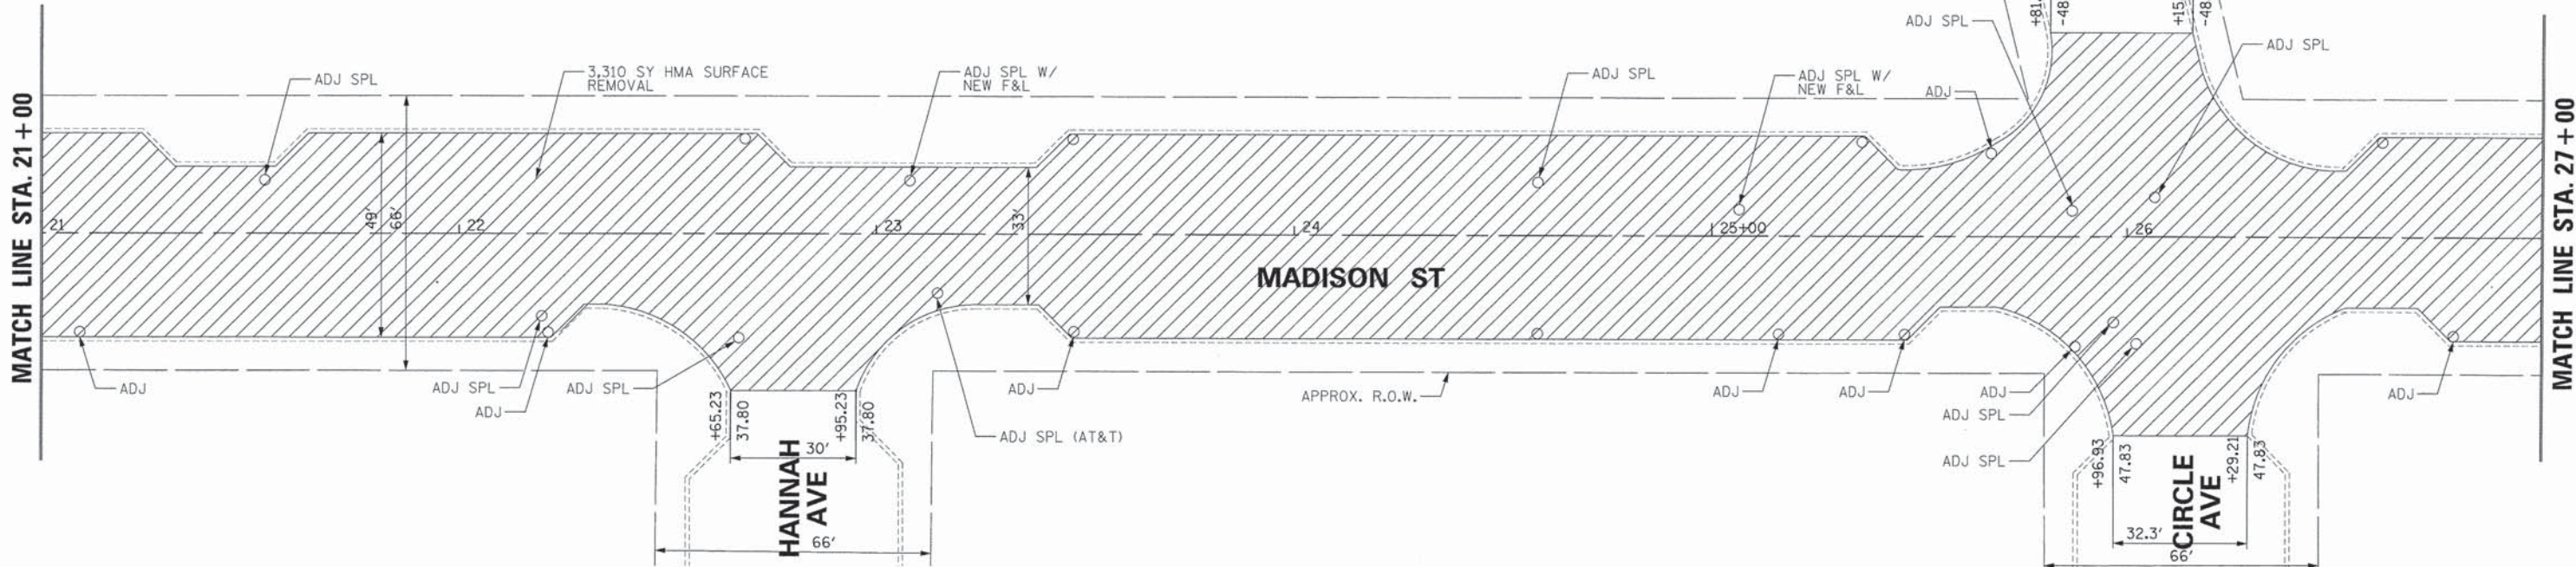 MATCH LINE STA. 21+00
ADJ SPL
3,310 SY HMA SURFACE
REMOVAL
ADJ SPL W/
NEW F&L
ADJ SPL
ADJ SPL W/
NEW F&L
ADJ
ADJ SPL
ADJ SPL
-48
+15
-48
49'
66'
33'
21
22
23
24
25+00
26
MADISON ST
MATCH LINE STA. 27+00
ADJ
ADJ SPL
ADJ
ADJ SPL
ADJ SPL (AT&T)
ADJ
APPROX. R.O.W.
ADJ
ADJ
ADJ
ADJ SPL
ADJ SPL
ADJ
+65.23
37.80
+95.23
37.80
30'
HANNAH
AVE
66'
+96.93
47.83
+29.21
47.83
32.3'
CIRCLE
AVE
66'